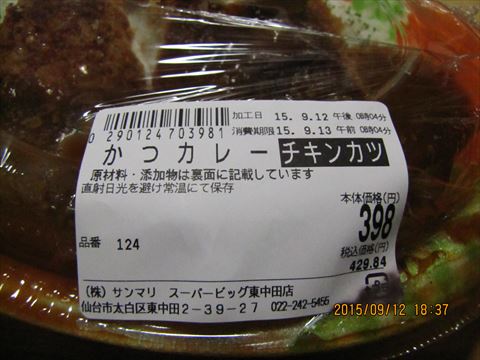 加工日 15. 9.12 午後 08時04分
消費期限 15. 9.13 午前 08時04分
0 290124 703981
かつカレーチキンカツ
原材料・添加物は裏面に記載しています
直射日光を避け常温にて保存
本体価格(円)
398
税込価格(円)
429.84
品番 124
(株) サンマリ スーパービッグ東中田店
仙台市太白区東中田2-39-27 022-242-5455
2015/09/12 18:37